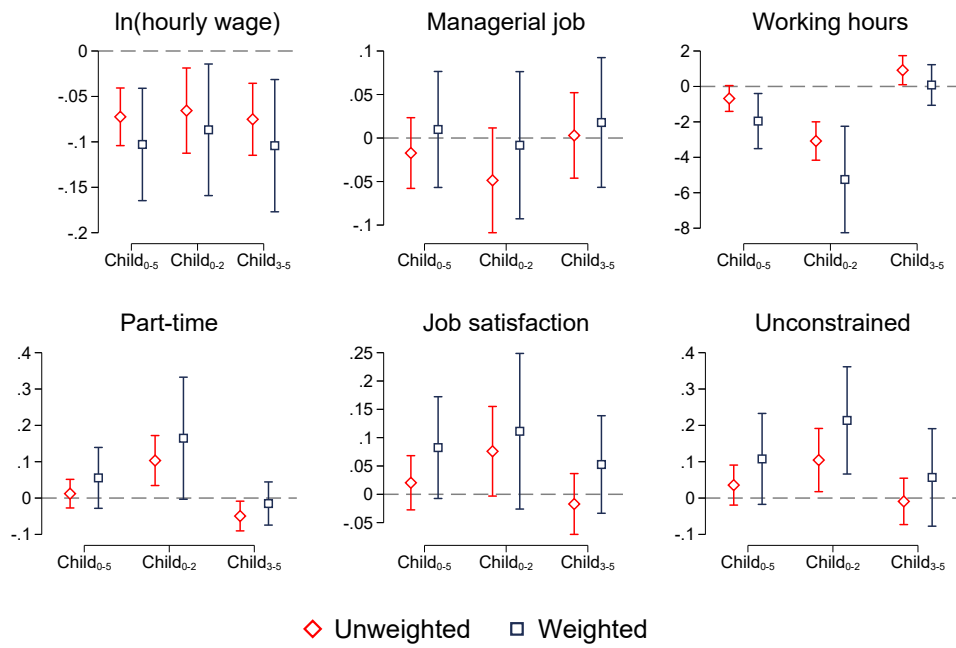 ln(hourly wage)
0
-.05
-.1
-.15
-.2
Child₀₋₅ Child₀₋₂ Child₃₋₅
Managerial job
.1
.05
0
-.05
-.1
Child₀₋₅ Child₀₋₂ Child₃₋₅
Working hours
2
0
-2
-4
-6
-8
Child₀₋₅ Child₀₋₂ Child₃₋₅
Part-time
.4
.3
.2
.1
0
-.1
Child₀₋₅ Child₀₋₂ Child₃₋₅
Job satisfaction
.25
.2
.15
.1
.05
0
-.05
Child₀₋₅ Child₀₋₂ Child₃₋₅
Unconstrained
.4
.3
.2
.1
0
-.1
Child₀₋₅ Child₀₋₂ Child₃₋₅
Unweighted Weighted